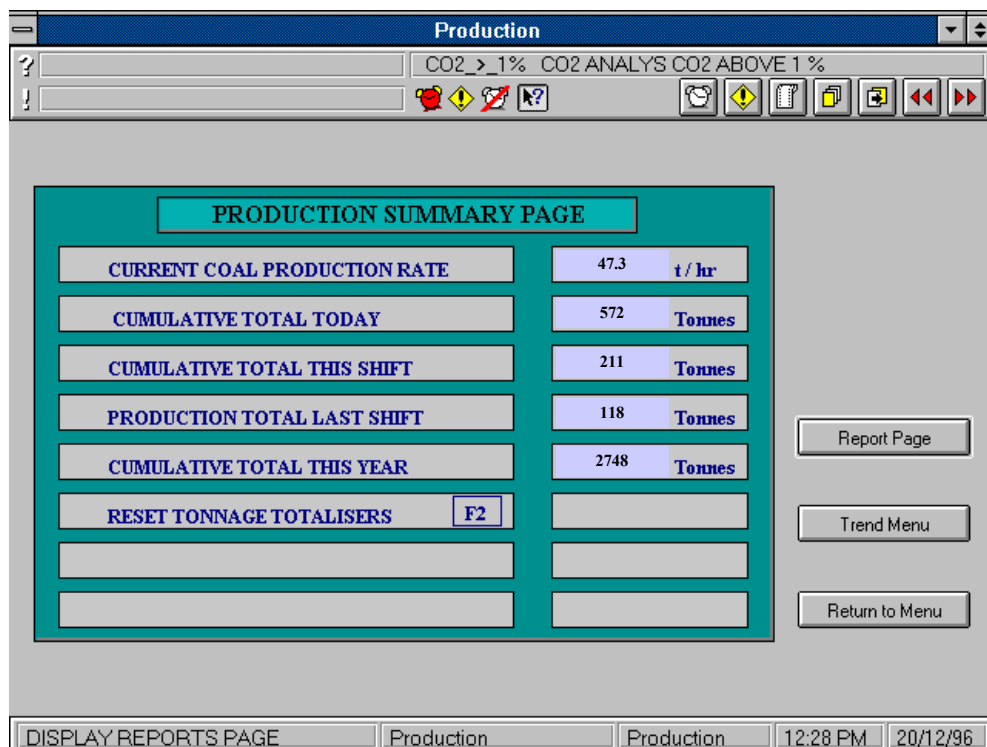 Production
?
CO2_>_1% CO2 ANALYS CO2 ABOVE 1 %
!
?
PRODUCTION SUMMARY PAGE
CURRENT COAL PRODUCTION RATE 47.3 t / hr
CUMULATIVE TOTAL TODAY 572 Tonnes
CUMULATIVE TOTAL THIS SHIFT 211 Tonnes
PRODUCTION TOTAL LAST SHIFT 118 Tonnes
CUMULATIVE TOTAL THIS YEAR 2748 Tonnes
RESET TONNAGE TOTALISERS F2
Report Page
Trend Menu
Return to Menu
DISPLAY REPORTS PAGE Production Production 12:28 PM 20/12/96